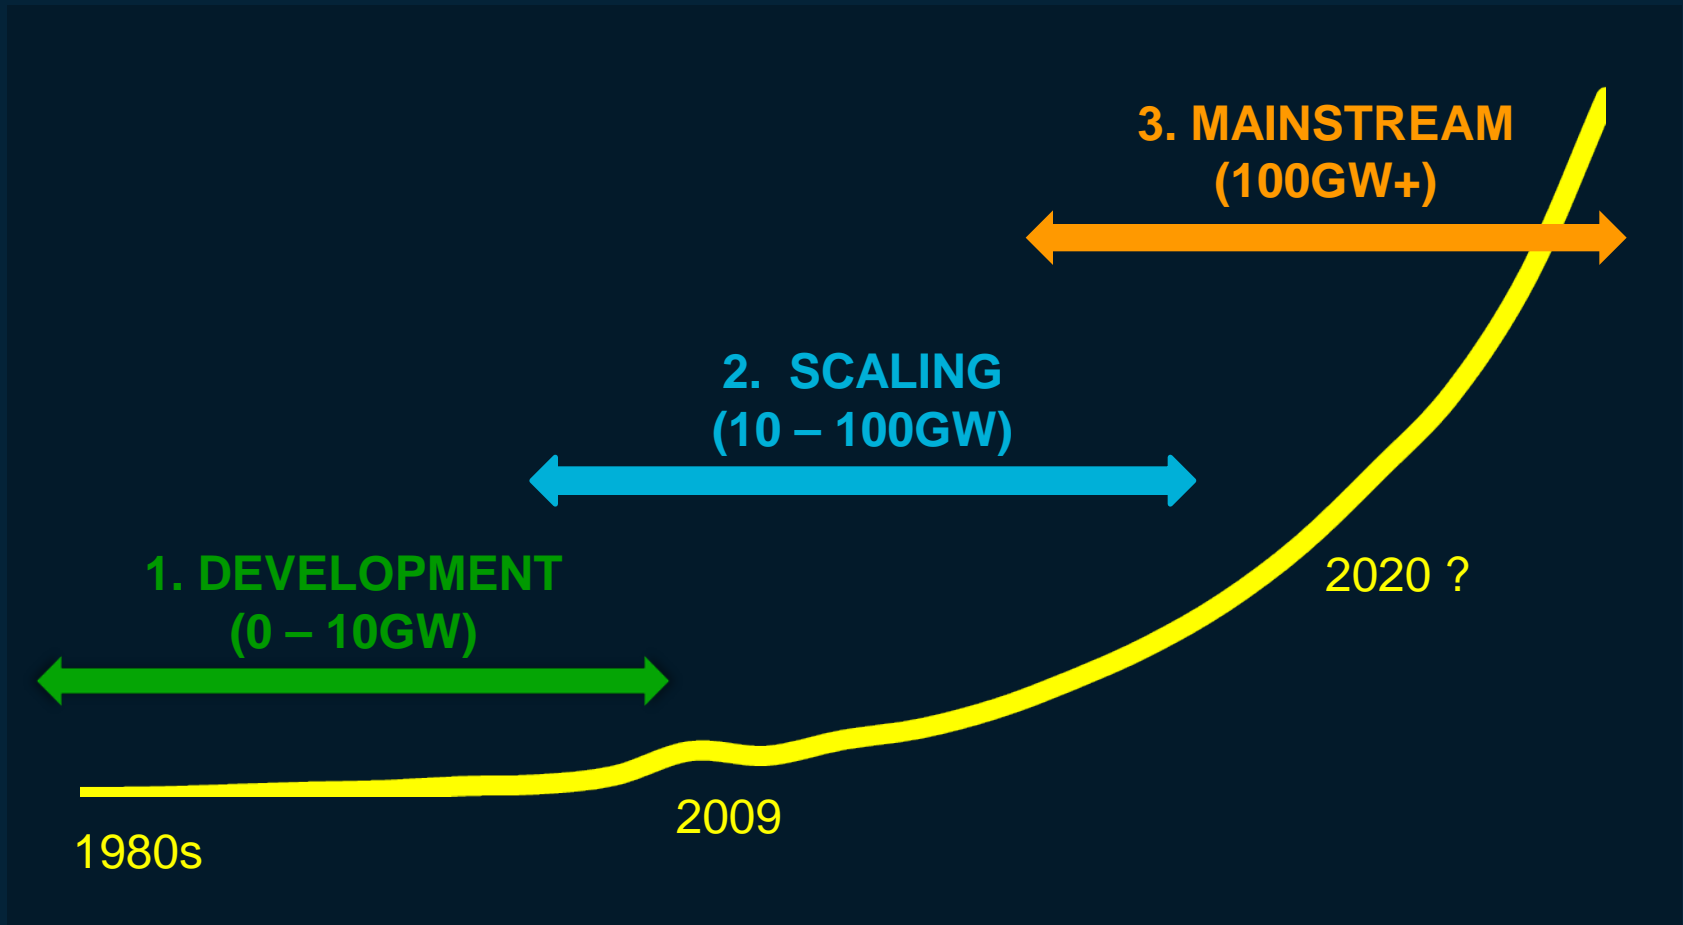 3. MAINSTREAM
(100GW+)
2.  SCALING
(10 – 100GW)
1. DEVELOPMENT
(0 – 10GW)
2020 ?
2009
1980s